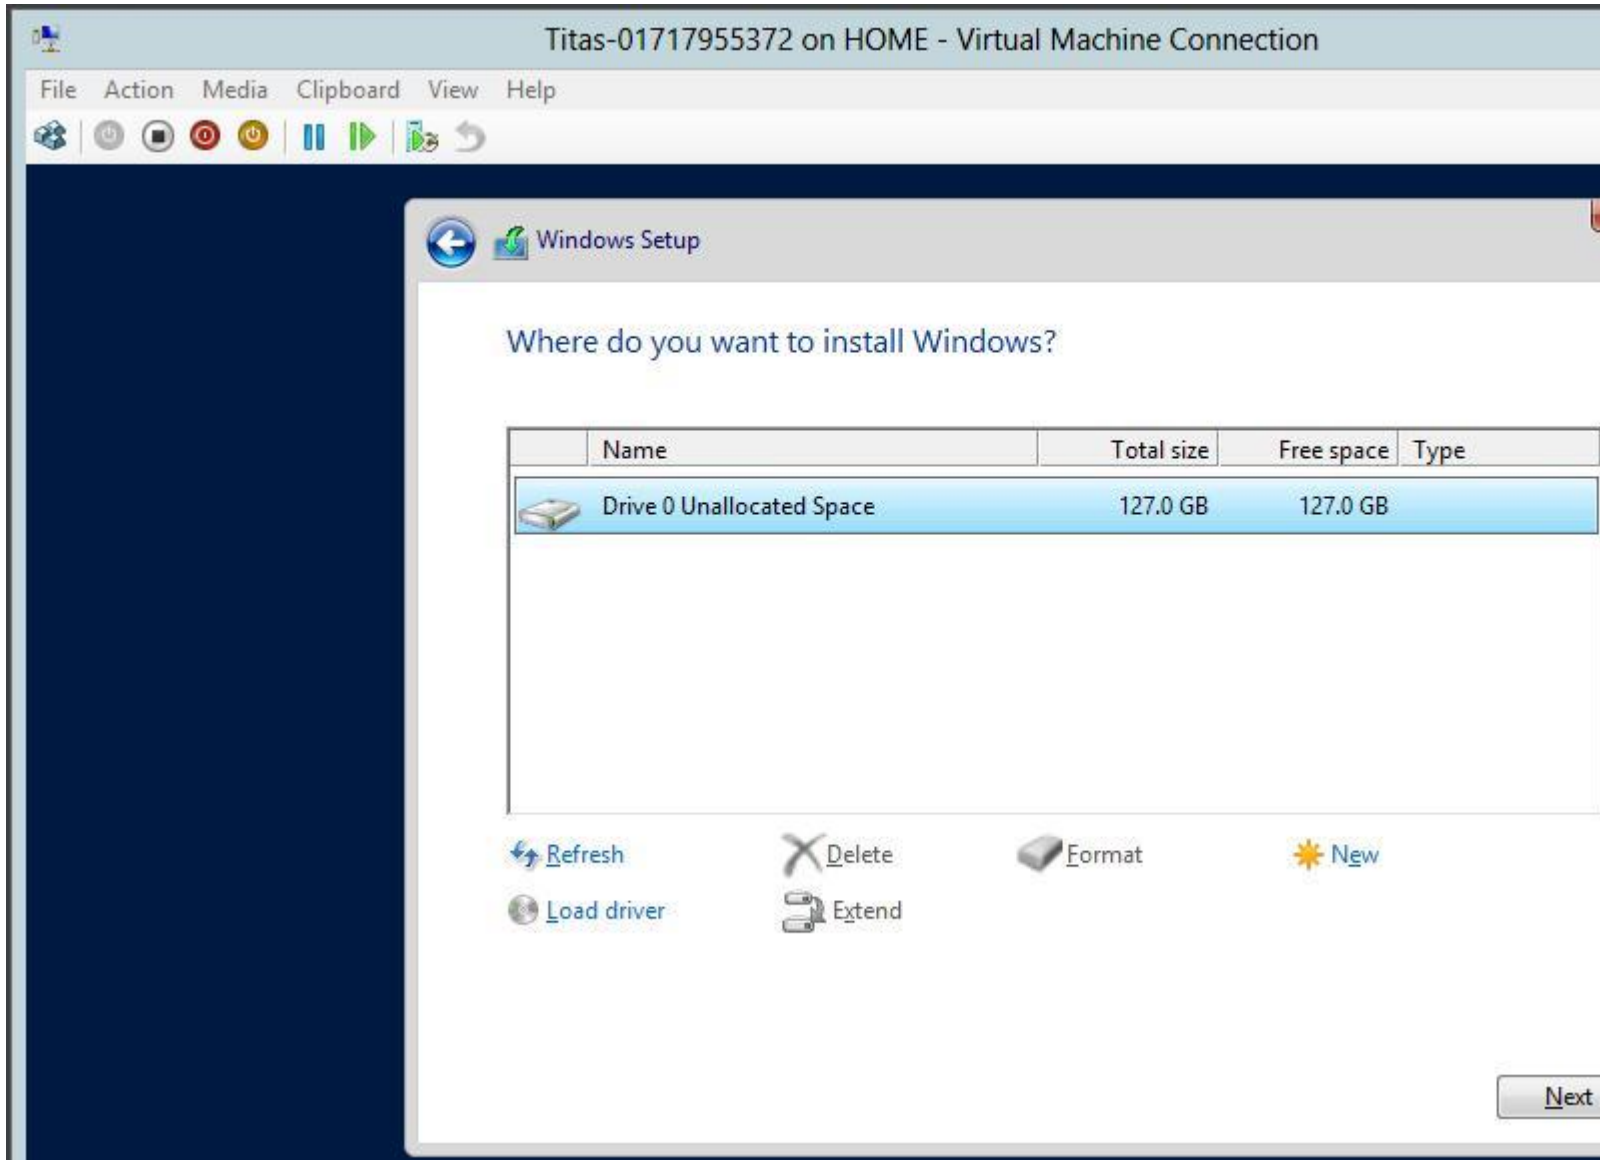 Titas-01717955372 on HOME - Virtual Machine Connection
File Action Media Clipboard View Help
Windows Setup
Where do you want to install Windows?
Name Total size Free space Type
Drive 0 Unallocated Space 127.0 GB 127.0 GB
Refresh Delete Format New
Load driver Extend
Next